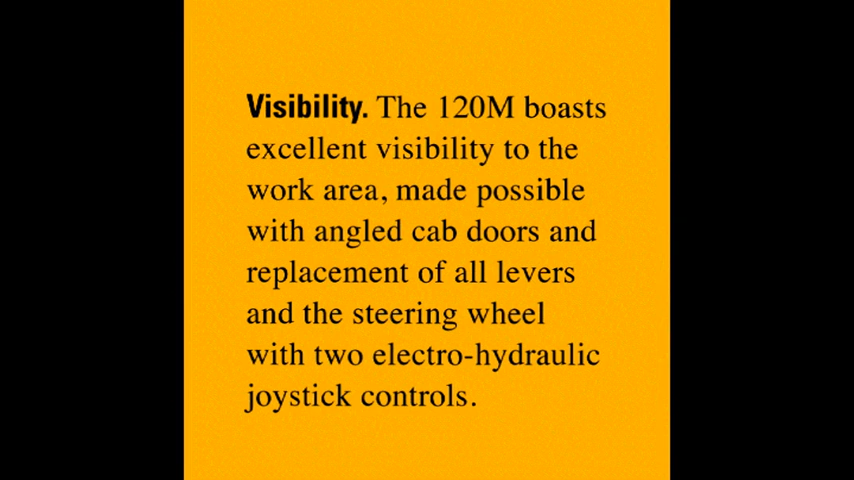 Visibility. The 120M boasts
excellent visibility to the
work area, made possible
with angled cab doors and
replacement of all levers
and the steering wheel
with two electro-hydraulic
joystick controls.